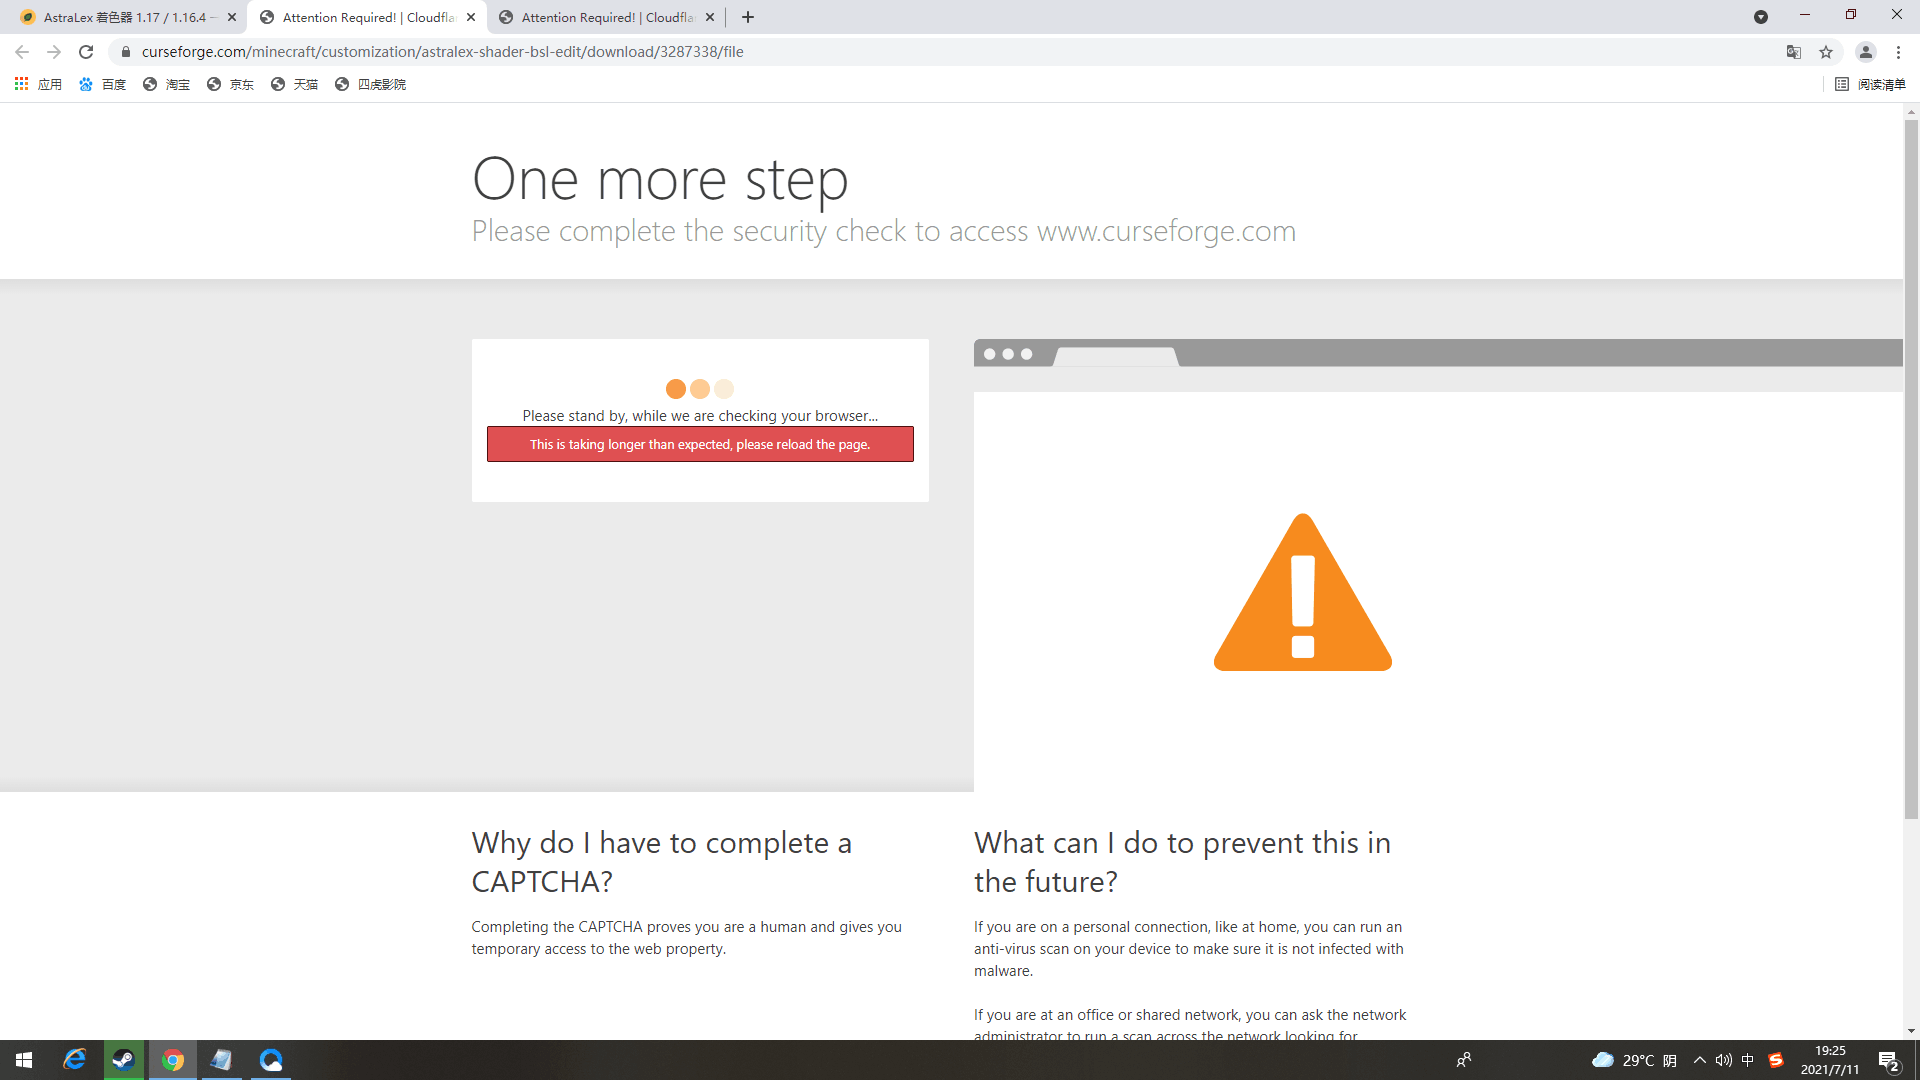 AstraLex 着色器 1.17 / 1.16.4 –
Attention Required! | Cloudfla
Attention Required! | Cloudfla
curseforge.com/minecraft/customization/astralex-shader-bsl-edit/download/3287338/file
应用
百度
淘宝
京东
天猫
四虎影院
阅读清单
One more step
Please complete the security check to access www.curseforge.com
Please stand by, while we are checking your browser...
This is taking longer than expected, please reload the page.
Why do I have to complete a
CAPTCHA?
Completing the CAPTCHA proves you are a human and gives you
temporary access to the web property.
What can I do to prevent this in
the future?
If you are on a personal connection, like at home, you can run an
anti-virus scan on your device to make sure it is not infected with
malware.
If you are at an office or shared network, you can ask the network
administrator to run a scan across the network looking for
29°C 阴
中
19:25
2021/7/11
2